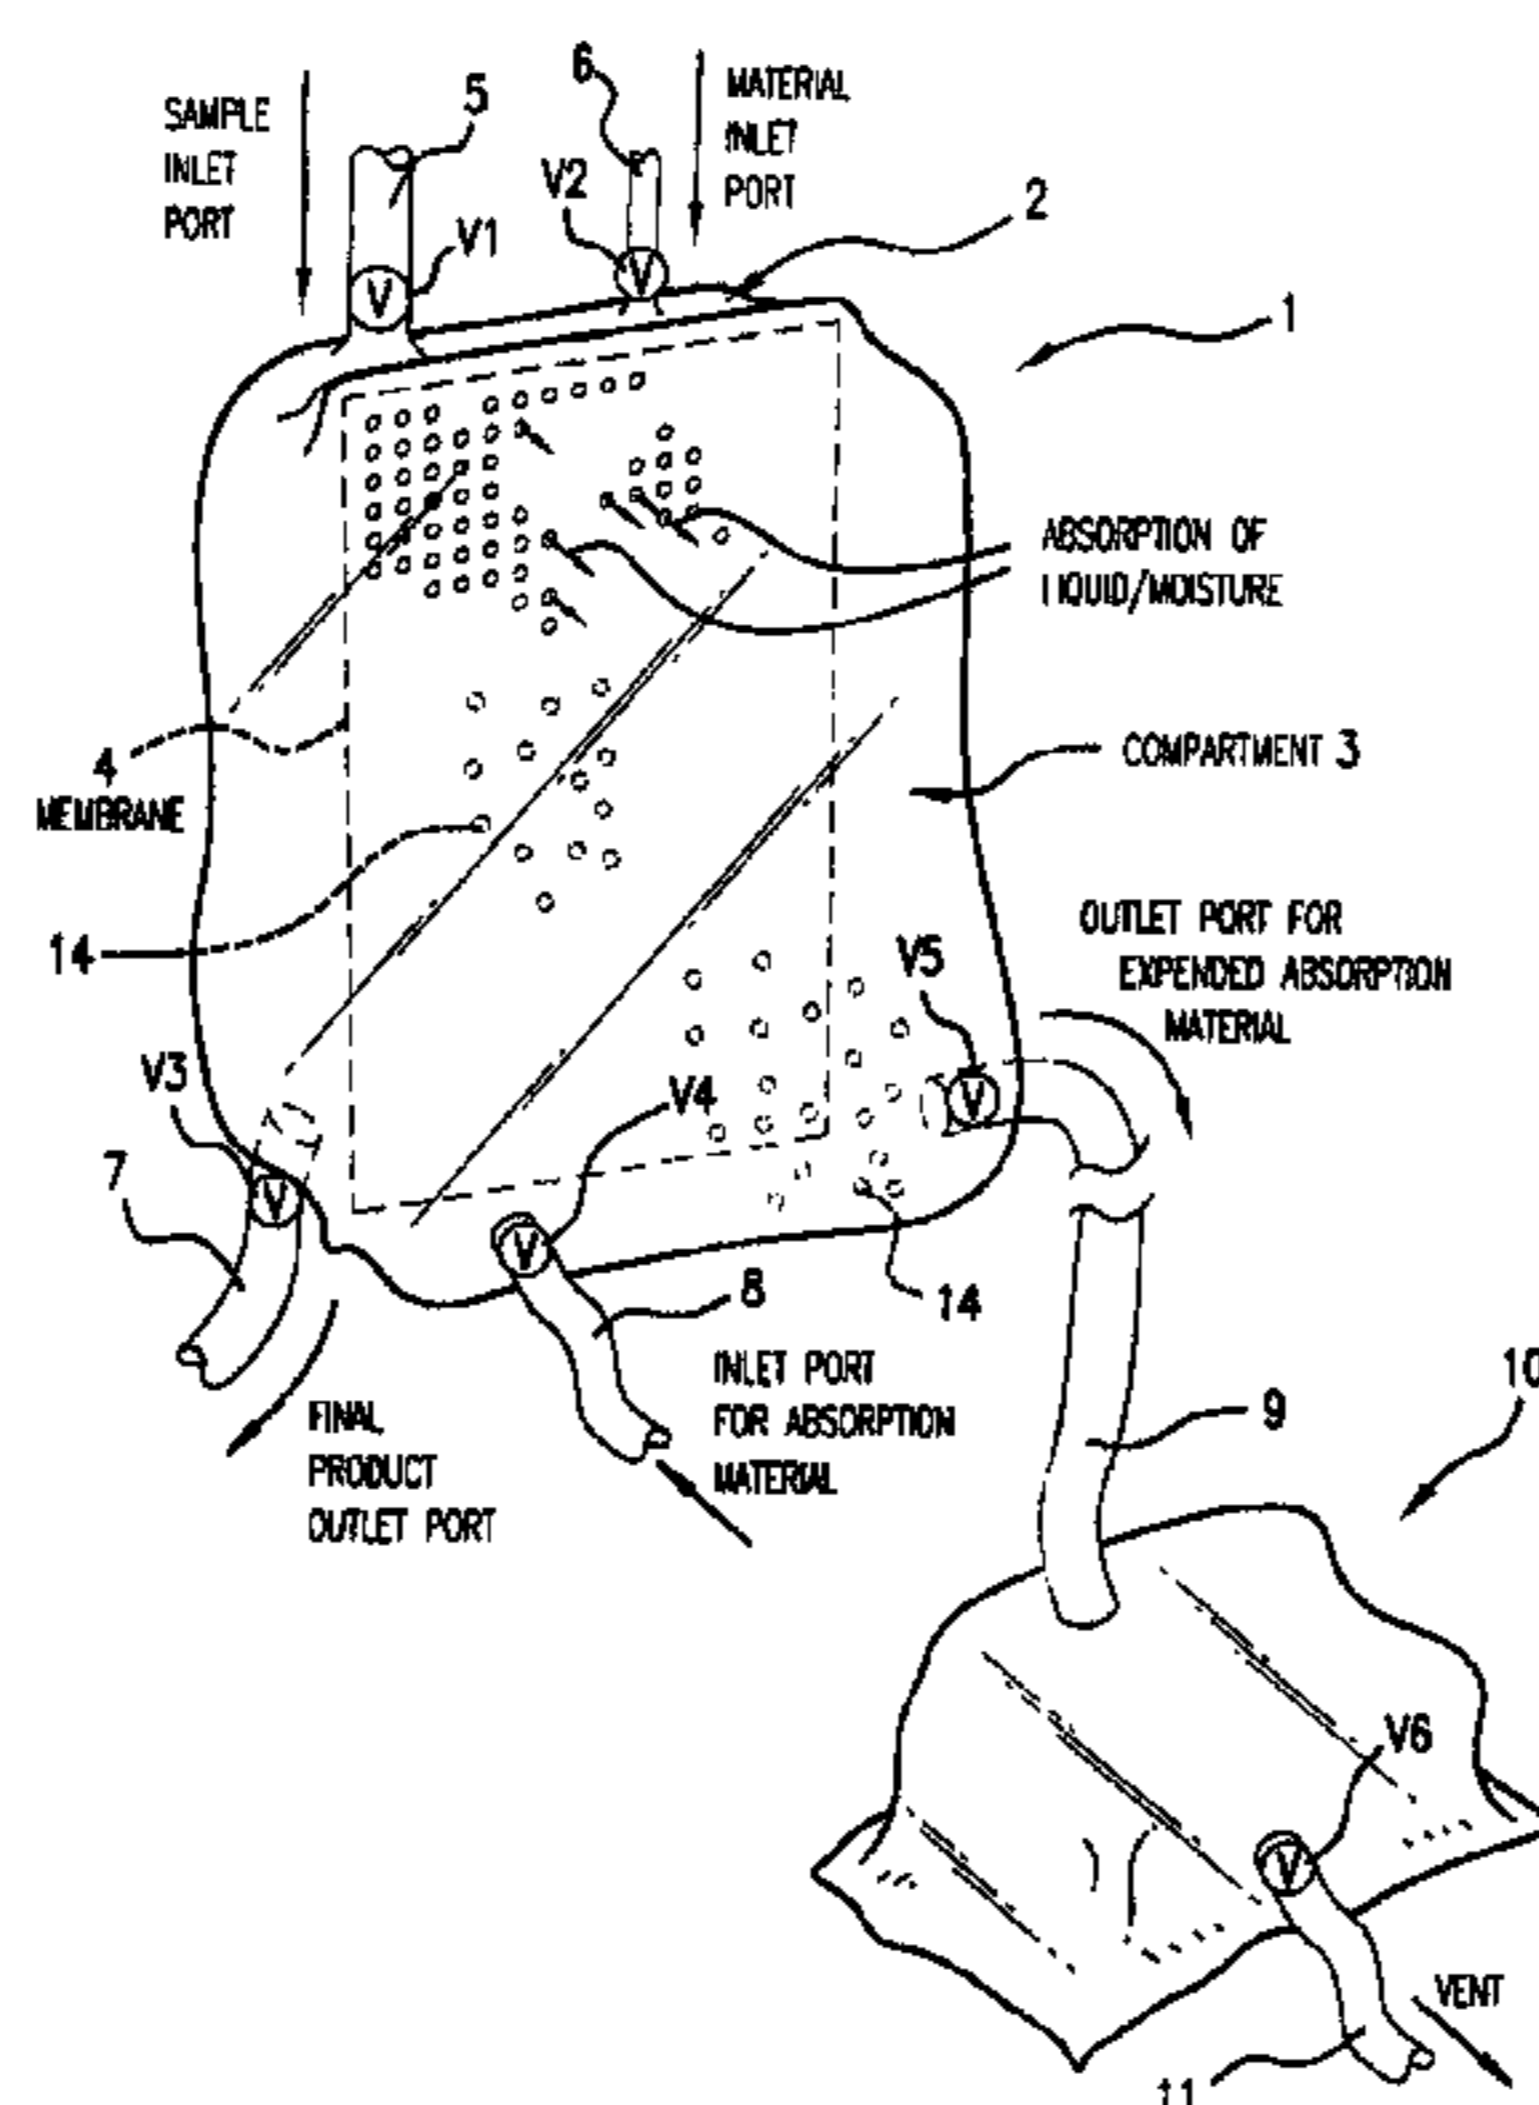 SAMPLE
INLET
PORT
5
6
MATERIAL
INLET
PORT
V2
V1
V
V
2
1
ABSORPTION OF
LIQUID/MOISTURE
4
MEMBRANE
COMPARTMENT 3
14
OUTLET PORT FOR
EXPENDED ABSORPTION
MATERIAL
V5
V
V3
V4
7
V
V
8
14
INLET PORT
FOR ABSORPTION
MATERIAL
FINAL
PRODUCT
OUTLET PORT
9
10
V6
V
VENT
11